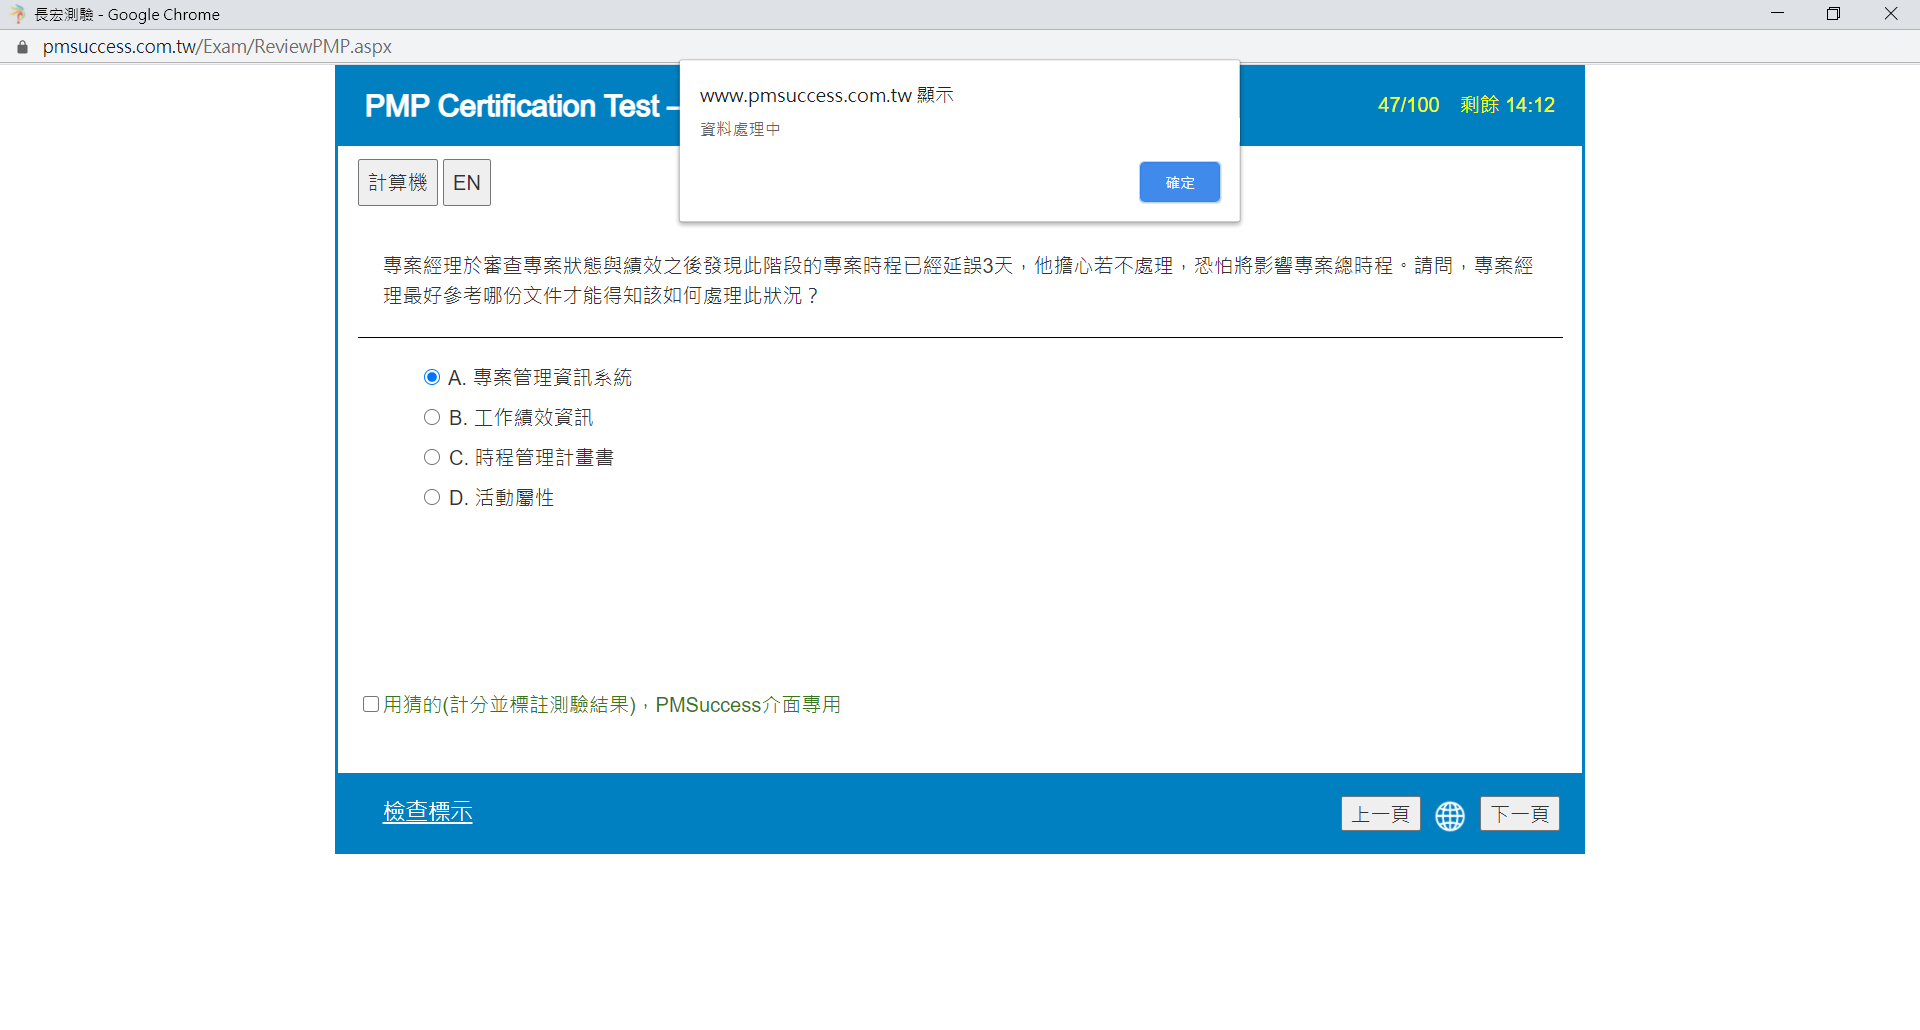 長宏測驗 - Google Chrome
pmsuccess.com.tw/Exam/ReviewPMP.aspx
PMP Certification Test –
47/100 剩餘 14:12
www.pmsuccess.com.tw 顯示
資料處理中
確定
計算機 EN
專案經理於審查專案狀態與績效之後發現此階段的專案時程已經延誤3天，他擔心若不處理，恐怕將影響專案總時程。請問，專案經
理最好參考哪份文件才能得知該如何處理此狀況？
A. 專案管理資訊系統
B. 工作績效資訊
C. 時程管理計畫書
D. 活動屬性
用猜的(計分並標註測驗結果)，PMSuccess介面專用
檢查標示
上一頁 下一頁